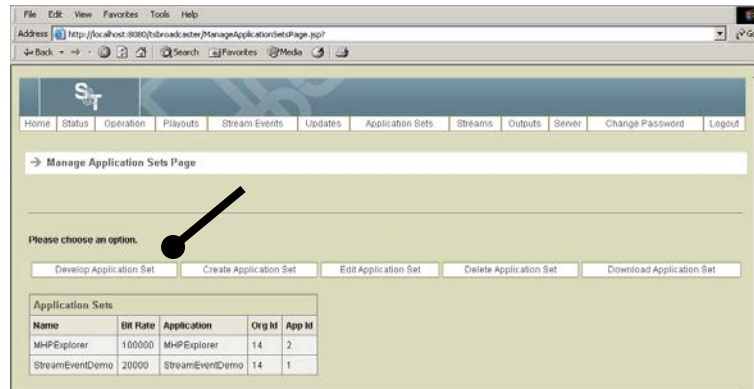 File Edit View Favorites Tools Help
Address http://localhost:8080/tsbroadcaster/ManageApplicationSetsPage.jsp? Go
Back Search Favorites Media
S&T
Home Status Operation Playouts Stream Events Updates Application Sets Streams Outputs Server Change Password Logout
Manage Application Sets Page
Please choose an option.
Develop Application Set Create Application Set Edit Application Set Delete Application Set Download Application Set
Application Sets
Name Bit Rate Application Org Id App Id
MHPExplorer 100000 MHPExplorer 14 2
StreamEventDemo 20000 StreamEventDemo 14 1